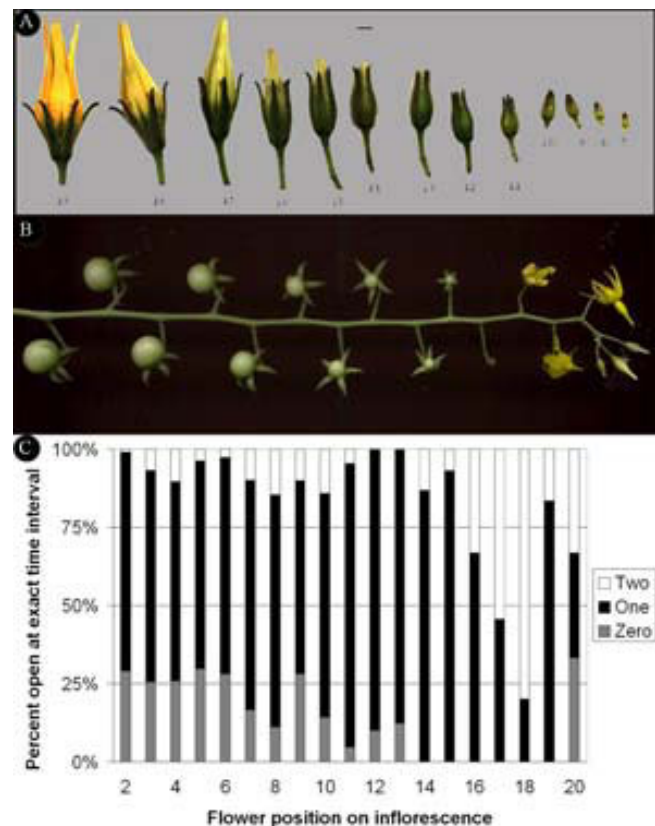 A
B
C
100%
75%
50%
25%
0%
Percent open at exact time interval
2 4 6 8 10 12 14 16 18 20
Flower position on inflorescence
Two
One
Zero